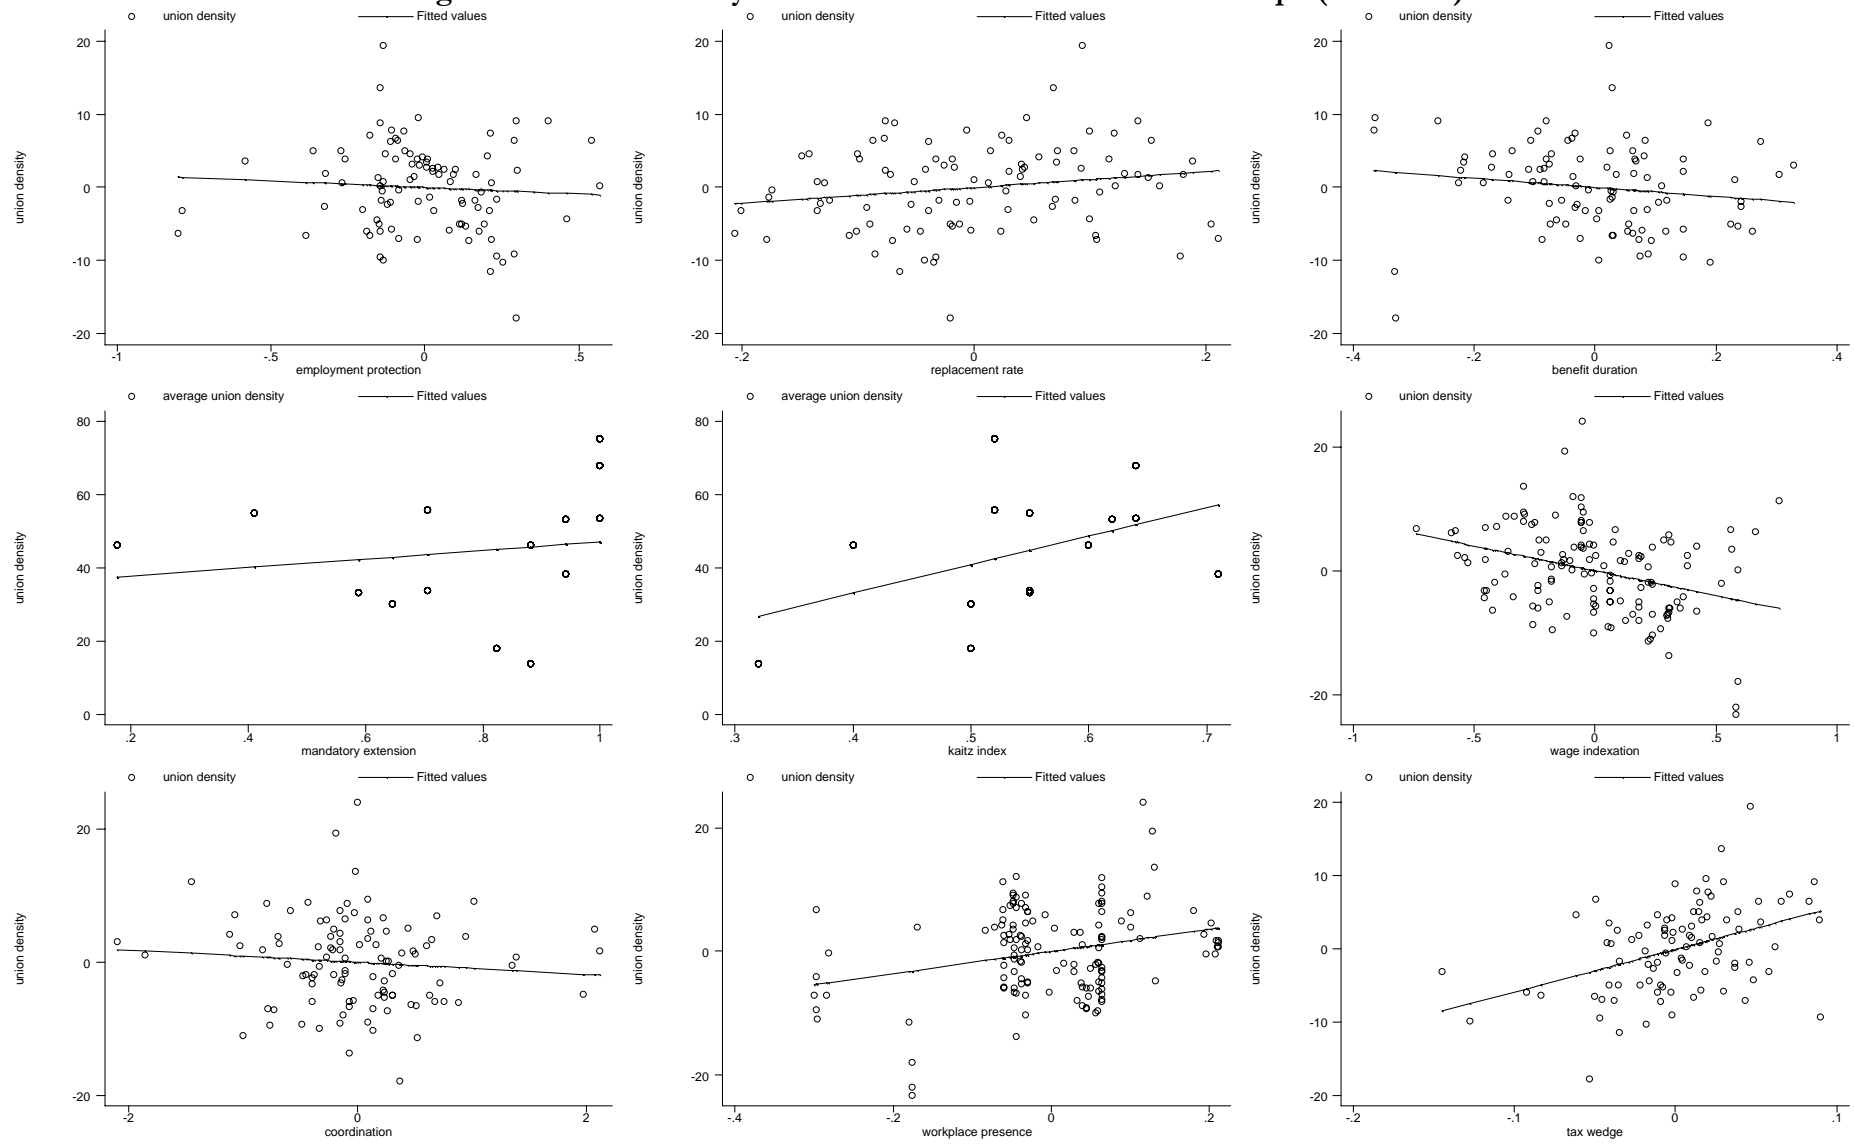 union density Fitted values
20
10
0
-10
-20
union density
-1 -.5 0 .5
employment protection
union density Fitted values
20
10
0
-10
-20
union density
-.2 0 .2
replacement rate
union density Fitted values
20
10
0
-10
-20
union density
-.4 -.2 0 .2 .4
benefit duration
average union density Fitted values
80
60
40
20
0
union density
.2 .4 .6 .8 1
mandatory extension
average union density Fitted values
80
60
40
20
0
union density
.3 .4 .5 .6 .7
kaitz index
union density Fitted values
20
0
-20
union density
-1 -.5 0 .5 1
wage indexation
union density Fitted values
20
0
-20
union density
-2 0 2
coordination
union density Fitted values
20
0
-20
union density
-.4 -.2 0 .2
workplace presence
union density Fitted values
20
10
0
-10
-20
union density
-.2 -.1 0 .1
tax wedge